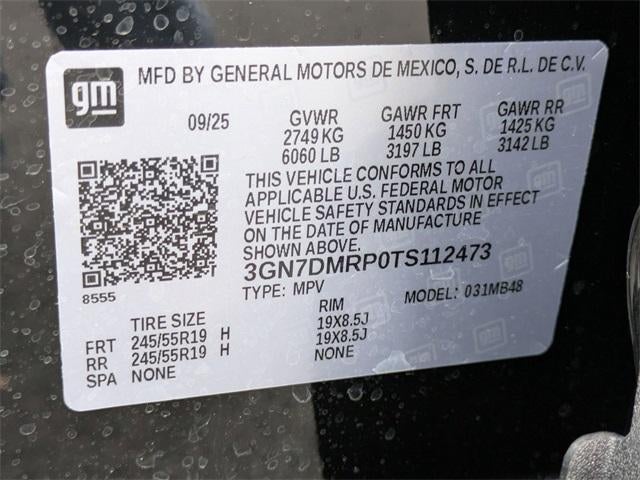 gm
MFD BY GENERAL MOTORS DE MEXICO, S. DE R.L. DE C.V.
09/25 GVWR GAWR FRT GAWR RR
2749 KG 1450 KG 1425 KG
6060 LB 3197 LB 3142 LB
THIS VEHICLE CONFORMS TO ALL
APPLICABLE U.S. FEDERAL MOTOR
VEHICLE SAFETY STANDARDS IN EFFECT
ON THE DATE OF MANUFACTURE
SHOWN ABOVE.
3GN7DMRP0TS112473
8555
TYPE: MPV MODEL: 031MB48
TIRE SIZE RIM
FRT 245/55R19 H 19X8.5J
RR 245/55R19 H 19X8.5J
SPA NONE NONE